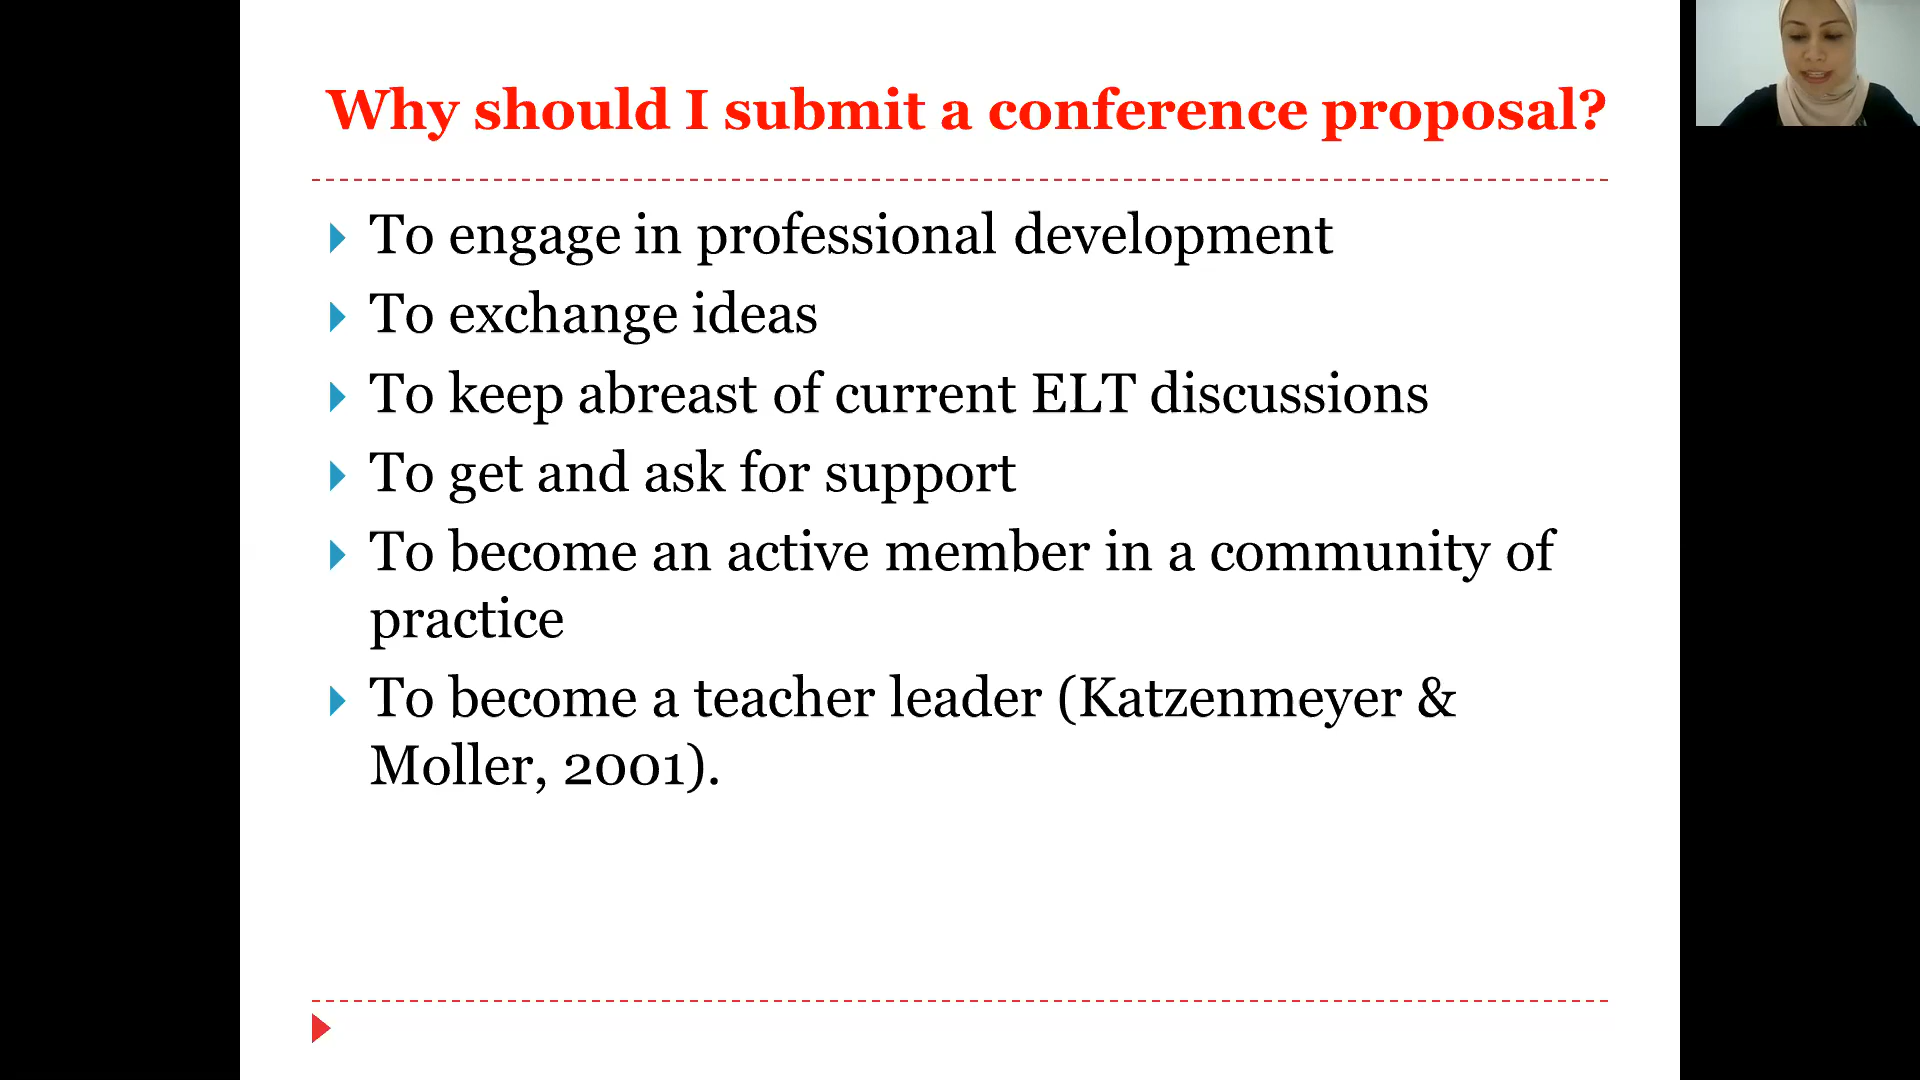 Why should I submit a conference proposal?
To engage in professional development
To exchange ideas
To keep abreast of current ELT discussions
To get and ask for support
To become an active member in a community of
practice
To become a teacher leader (Katzenmeyer &
Moller, 2001).